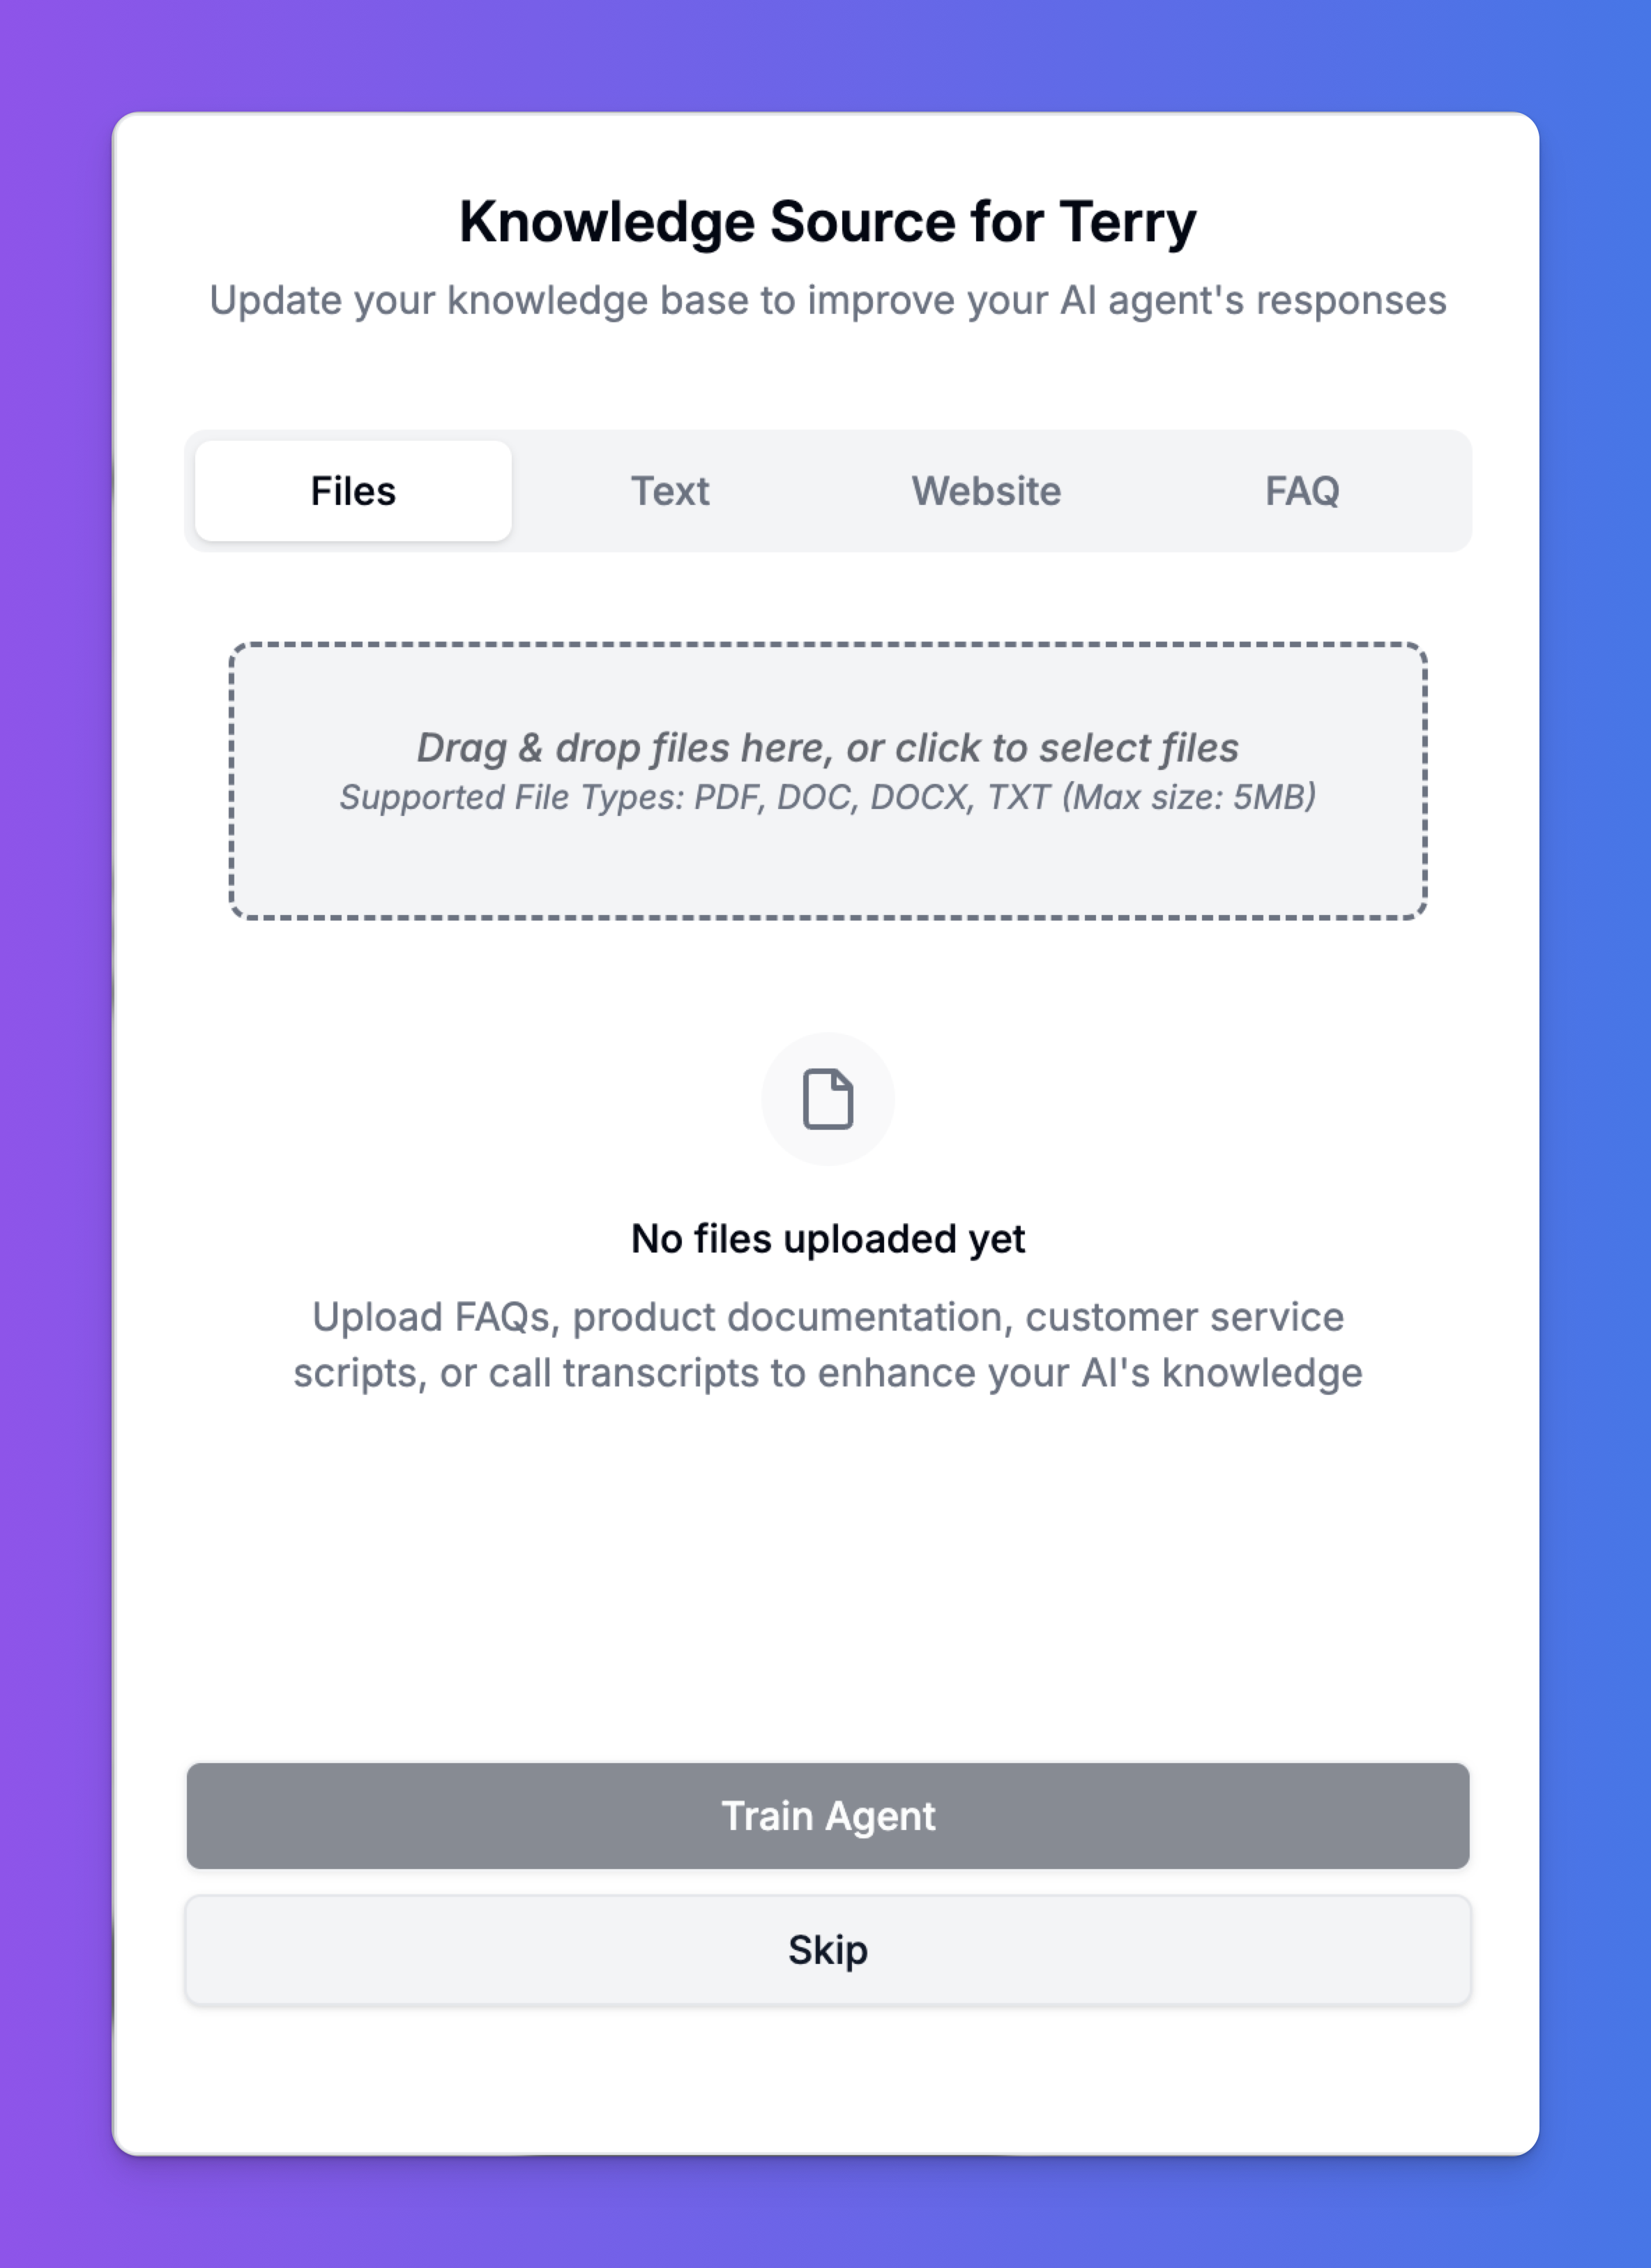 Knowledge Source for Terry
Update your knowledge base to improve your AI agent's responses
Files
Text
Website
FAQ
Drag & drop files here, or click to select files
Supported File Types: PDF, DOC, DOCX, TXT (Max size: 5MB)
No files uploaded yet
Upload FAQs, product documentation, customer service
scripts, or call transcripts to enhance your AI's knowledge
Train Agent
Skip